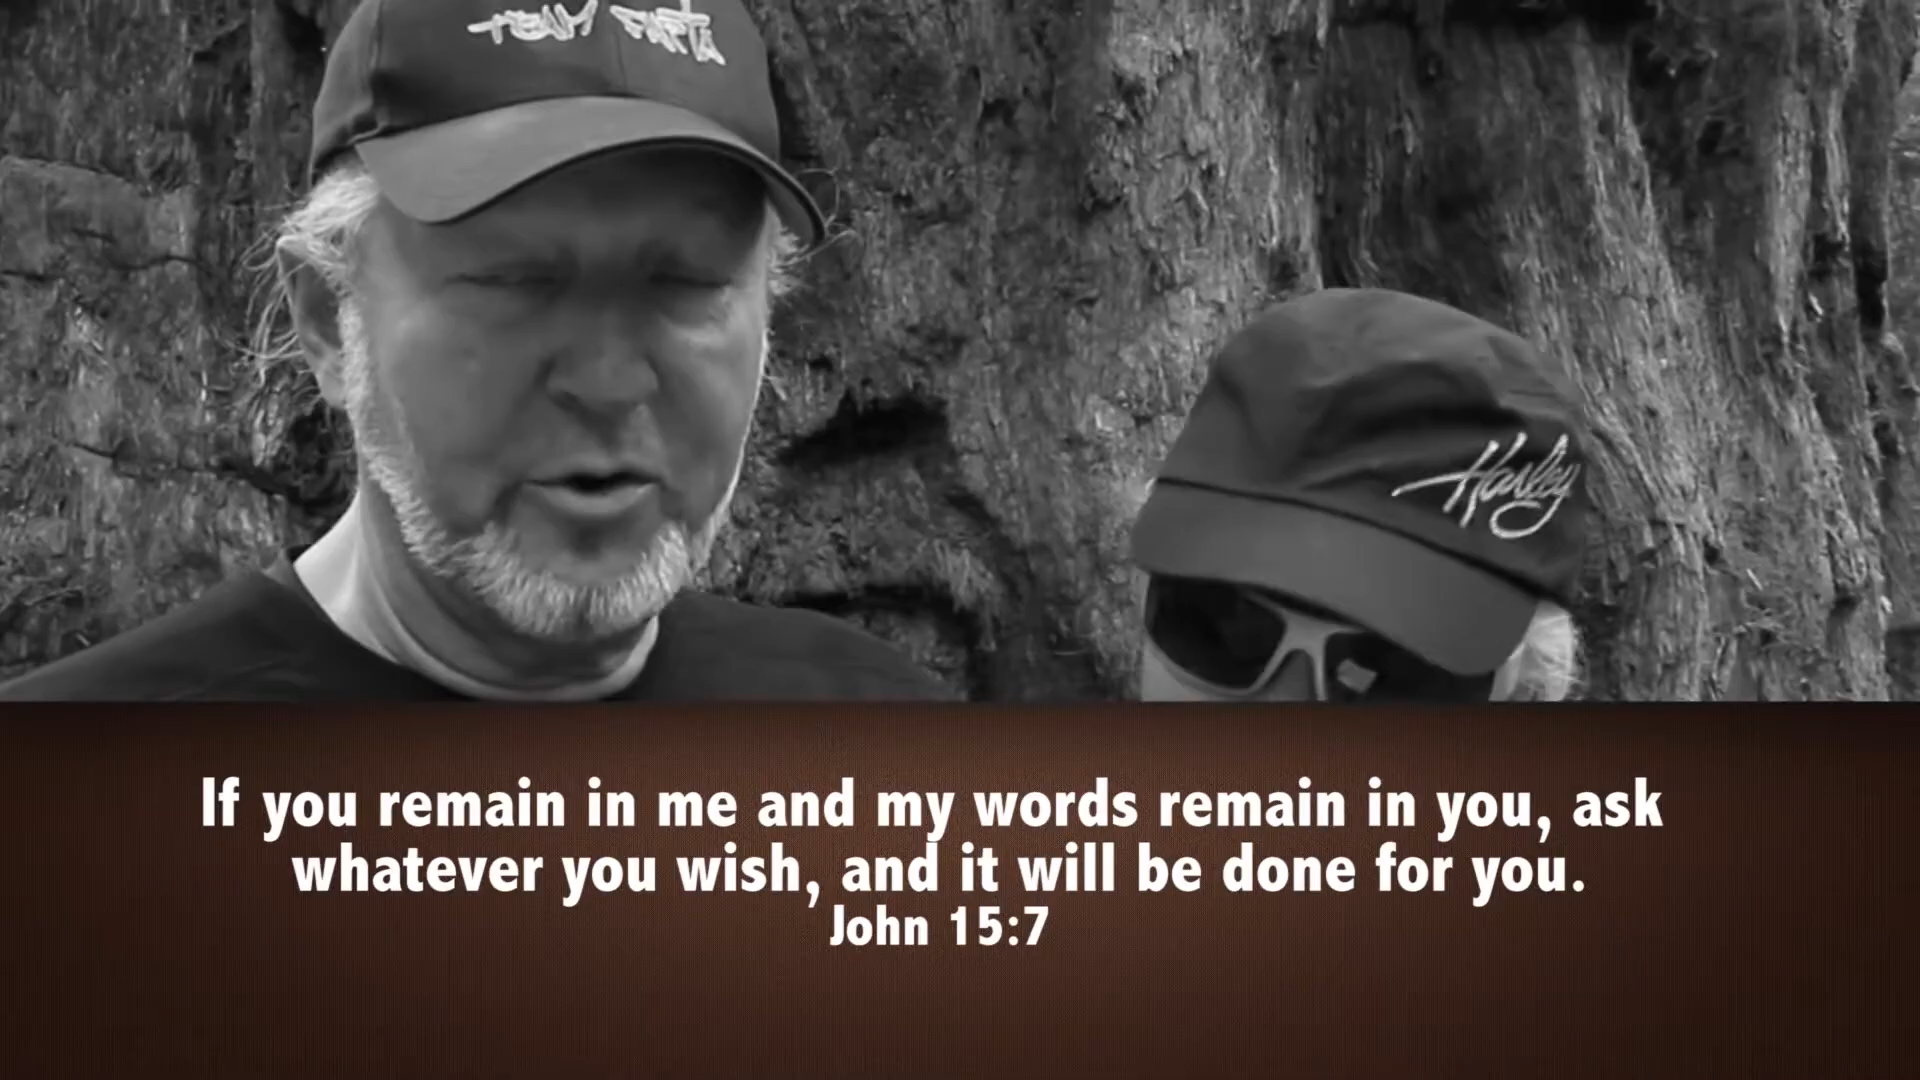 Harley
If you remain in me and my words remain in you, ask
whatever you wish, and it will be done for you.
John 15:7